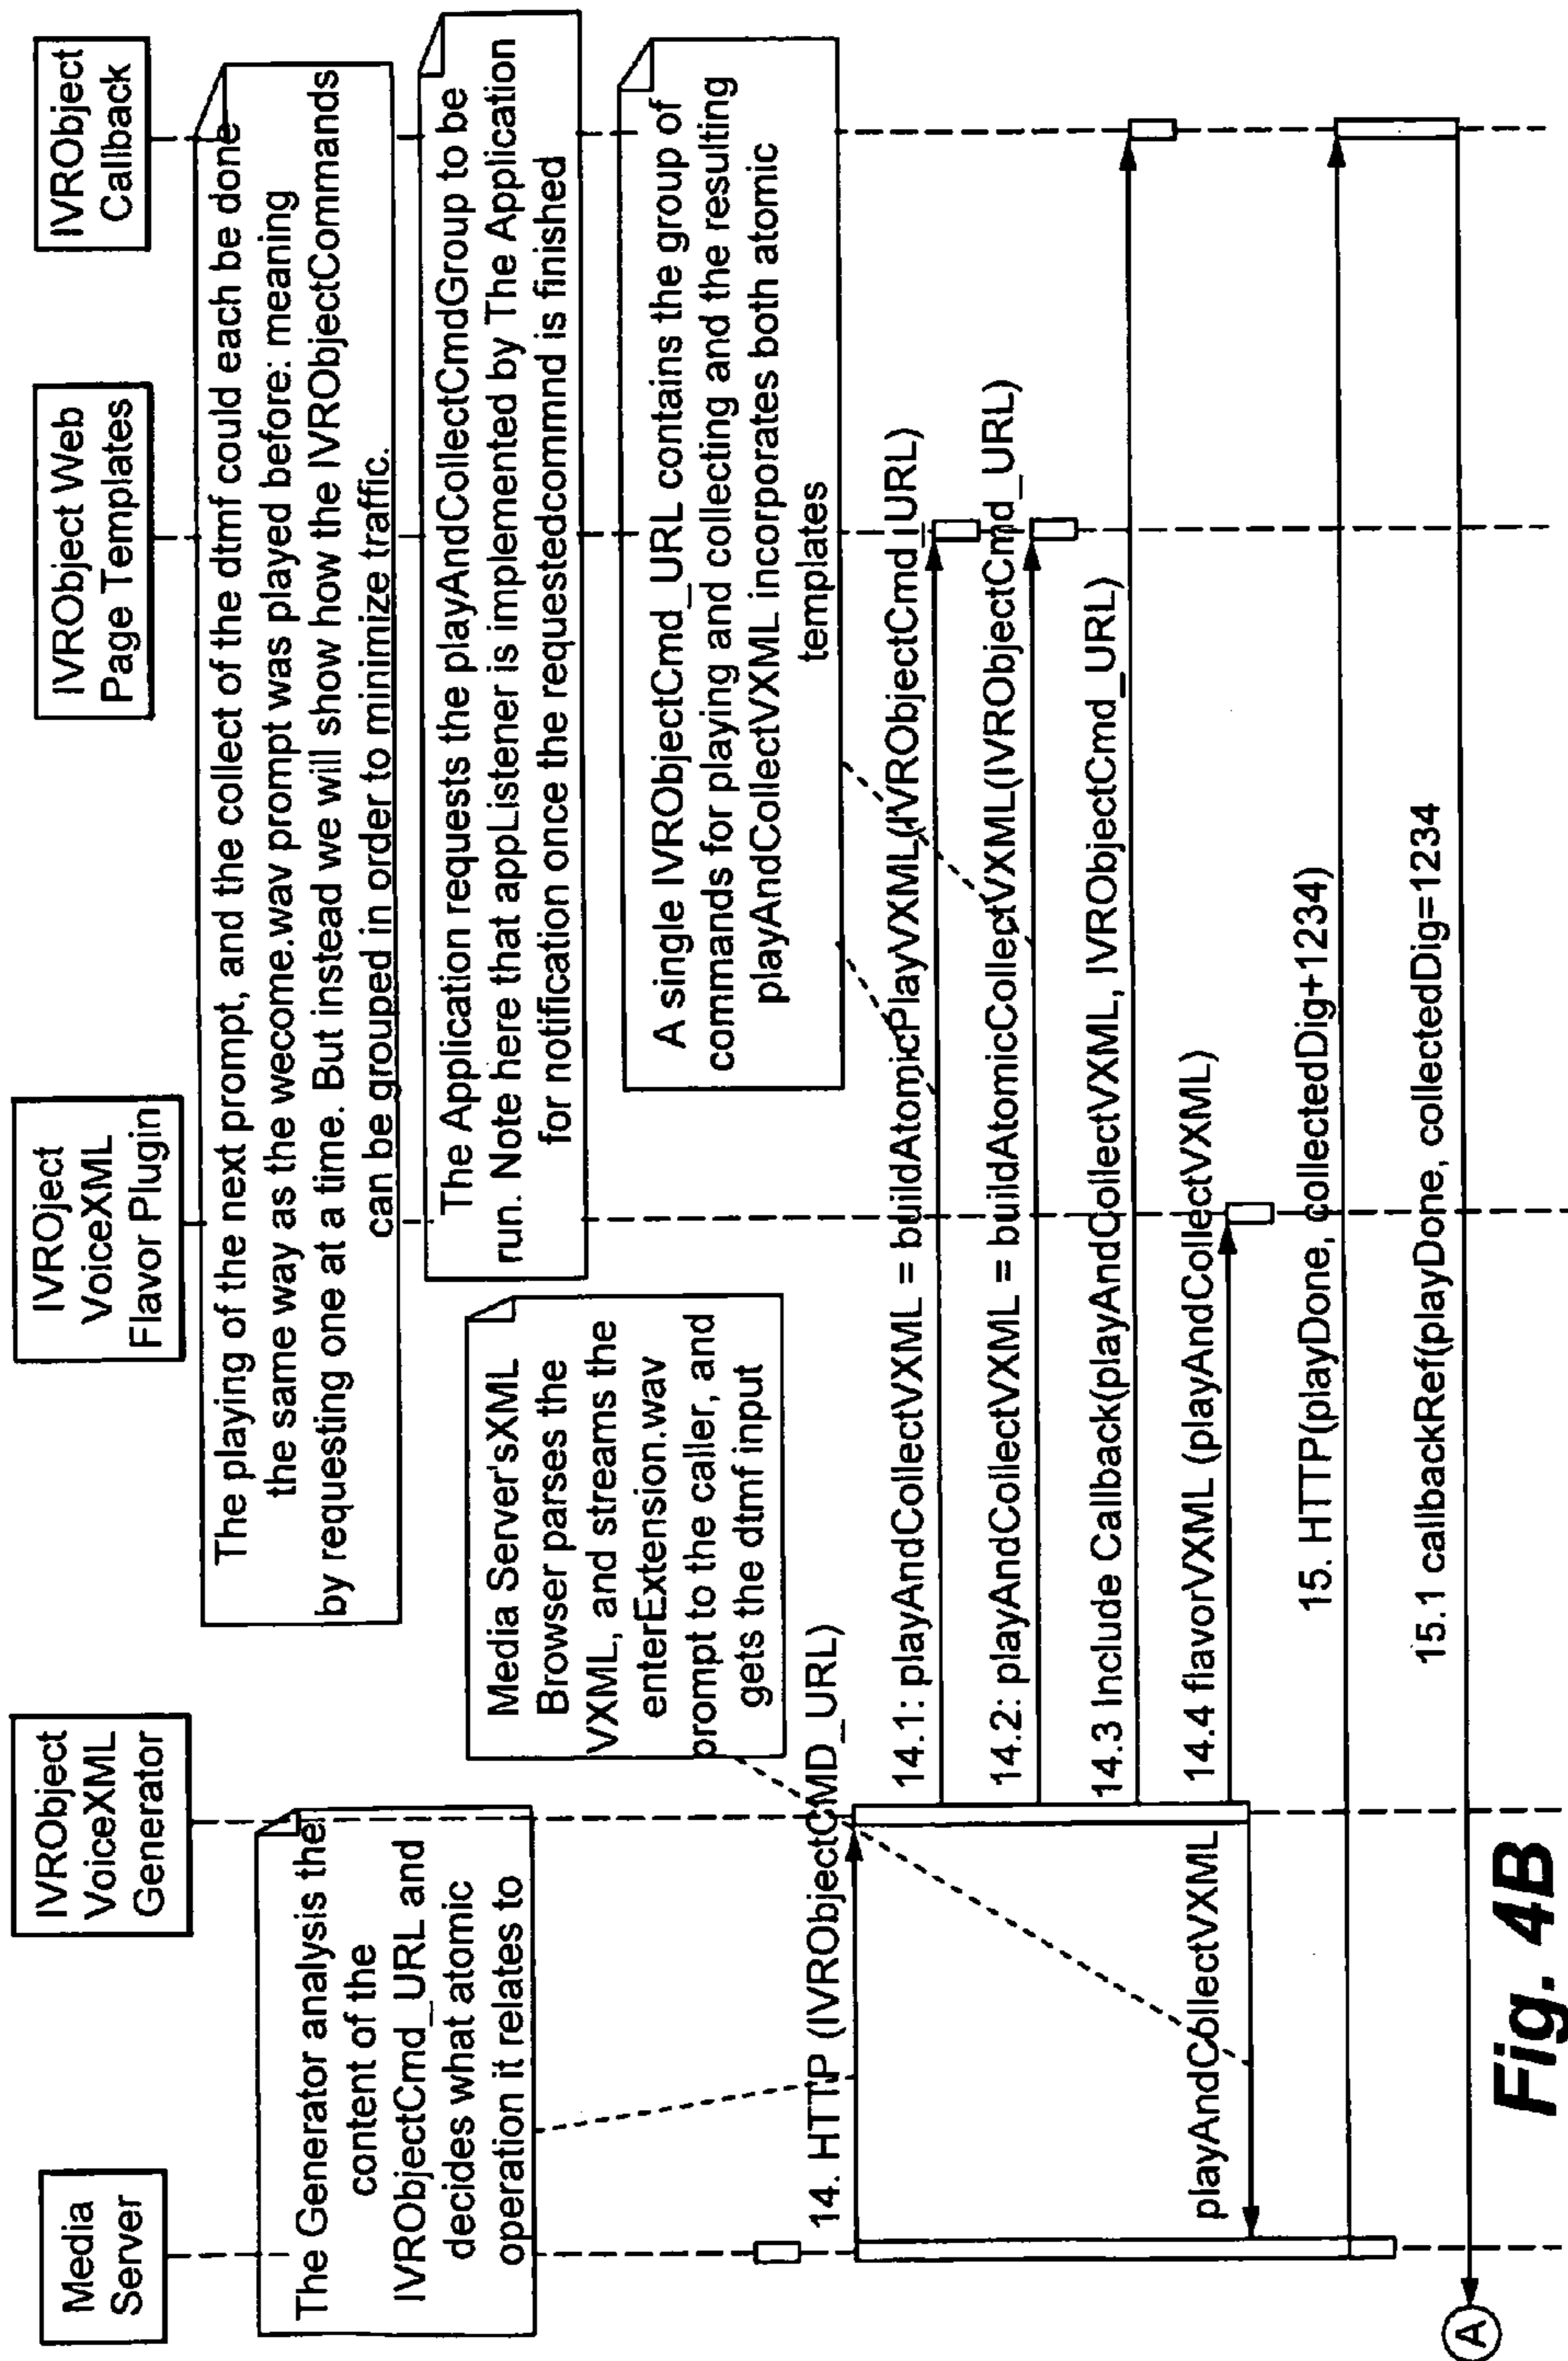 Media
Server
IVRObject
VoiceXML
Generator
IVROject
VoiceXML
Flavor Plugin
IVRObject Web
Page Templates
IVRObject
Callback
The playing of the next prompt, and the collect of the dtmf could each be done
the same way as the wecome.wav prompt was played before: meaning
by requesting one at a time. But instead we will show how the IVRObjectCommands
can be grouped in order to minimize traffic.
The Generator analysis the
content of the
IVRObjectCmd_URL and
decides what atomic
operation it relates to
The Application requests the playAndCollectCmdGroup to be
run. Note here that appListener is implemented by The Application
for notification once the requestedcommnd is finished
Media Server'sXML
Browser parses the
VXML, and streams the
enterExtension.wav
prompt to the caller, and
gets the dtmf input
A single IVRObjectCmd_URL contains the group of
commands for playing and collecting and the resulting
playAndCollectVXML incorporates both atomic
templates
14. HTTP (IVRObjectCMD_URL)
14.1: playAndCollectVXML = buildAtomicPlayVXML(IVRObjectCmd_URL)
14.2: playAndCollectVXML = buildAtomicCollectVXML(IVRObjectCmd_URL)
14.3 Include Callback(playAndCollectVXML, IVRObjectCmd_URL)
14.4 flavorVXML (playAndCollectVXML)
playAndCollectVXML
15. HTTP(playDone, collectedDig+1234)
15.1 callbackRef(playDone, collectedDig=1234
A
Fig. 4B